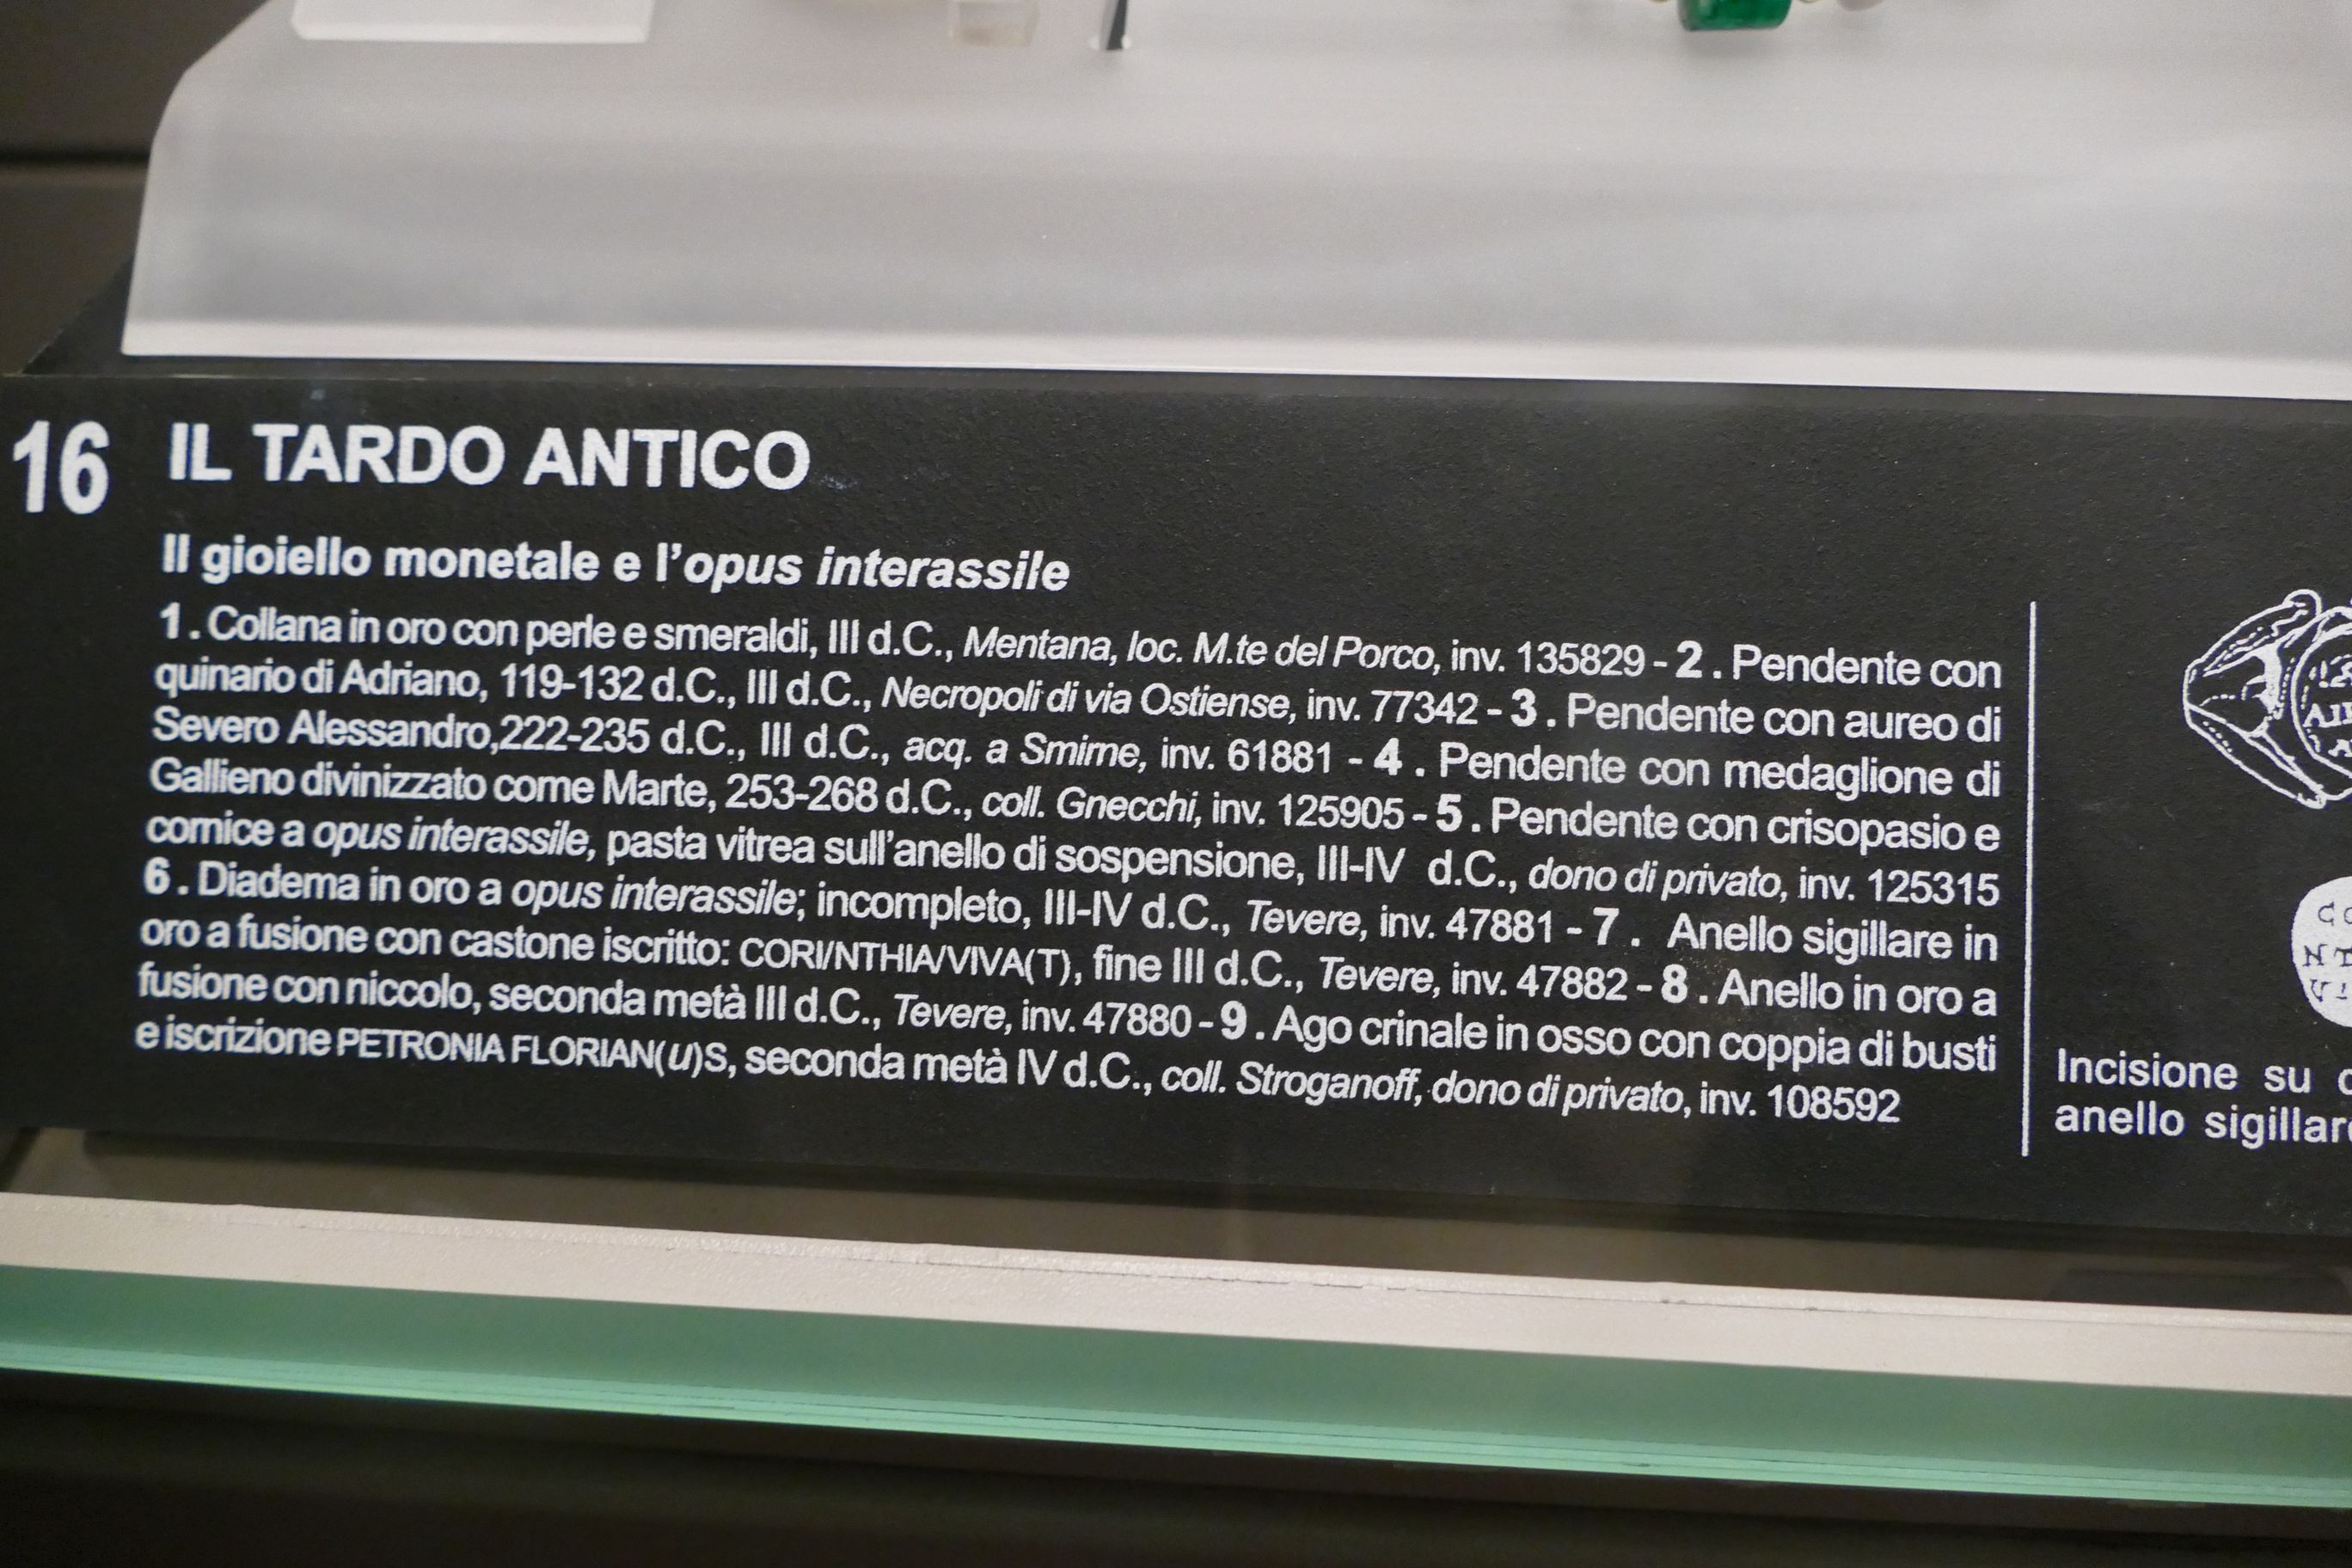 16 IL TARDO ANTICO
Il gioiello monetale e l'opus interassile
1. Collana in oro con perle e smeraldi, III d.C., Mentana, loc. M.te del Porco, inv. 135829 - 2. Pendente con
quinario di Adriano, 119-132 d.C., III d.C., Necropoli di via Ostiense, inv. 77342 - 3. Pendente con aureo di
Severo Alessandro,222-235 d.C., III d.C., acq. a Smirne, inv. 61881 - 4. Pendente con medaglione di
Gallieno divinizzato come Marte, 253-268 d.C., coll. Gnecchi, inv. 125905 - 5. Pendente con crisopasio e
cornice a opus interassile, pasta vitrea sull'anello di sospensione, III-IV d.C., dono di privato, inv. 125315
6. Diadema in oro a opus interassile; incompleto, III-IV d.C., Tevere, inv. 47881 - 7. Anello sigillare in
oro a fusione con castone iscritto: CORI/NTHIA/VIVA(T), fine III d.C., Tevere, inv. 47882 - 8. Anello in oro a
fusione con niccolo, seconda metà III d.C., Tevere, inv. 47880 - 9. Ago crinale in osso con coppia di busti
e iscrizione PETRONIA FLORIAN(u)S, seconda metà IV d.C., coll. Stroganoff, dono di privato, inv. 108592
Incisione su
anello